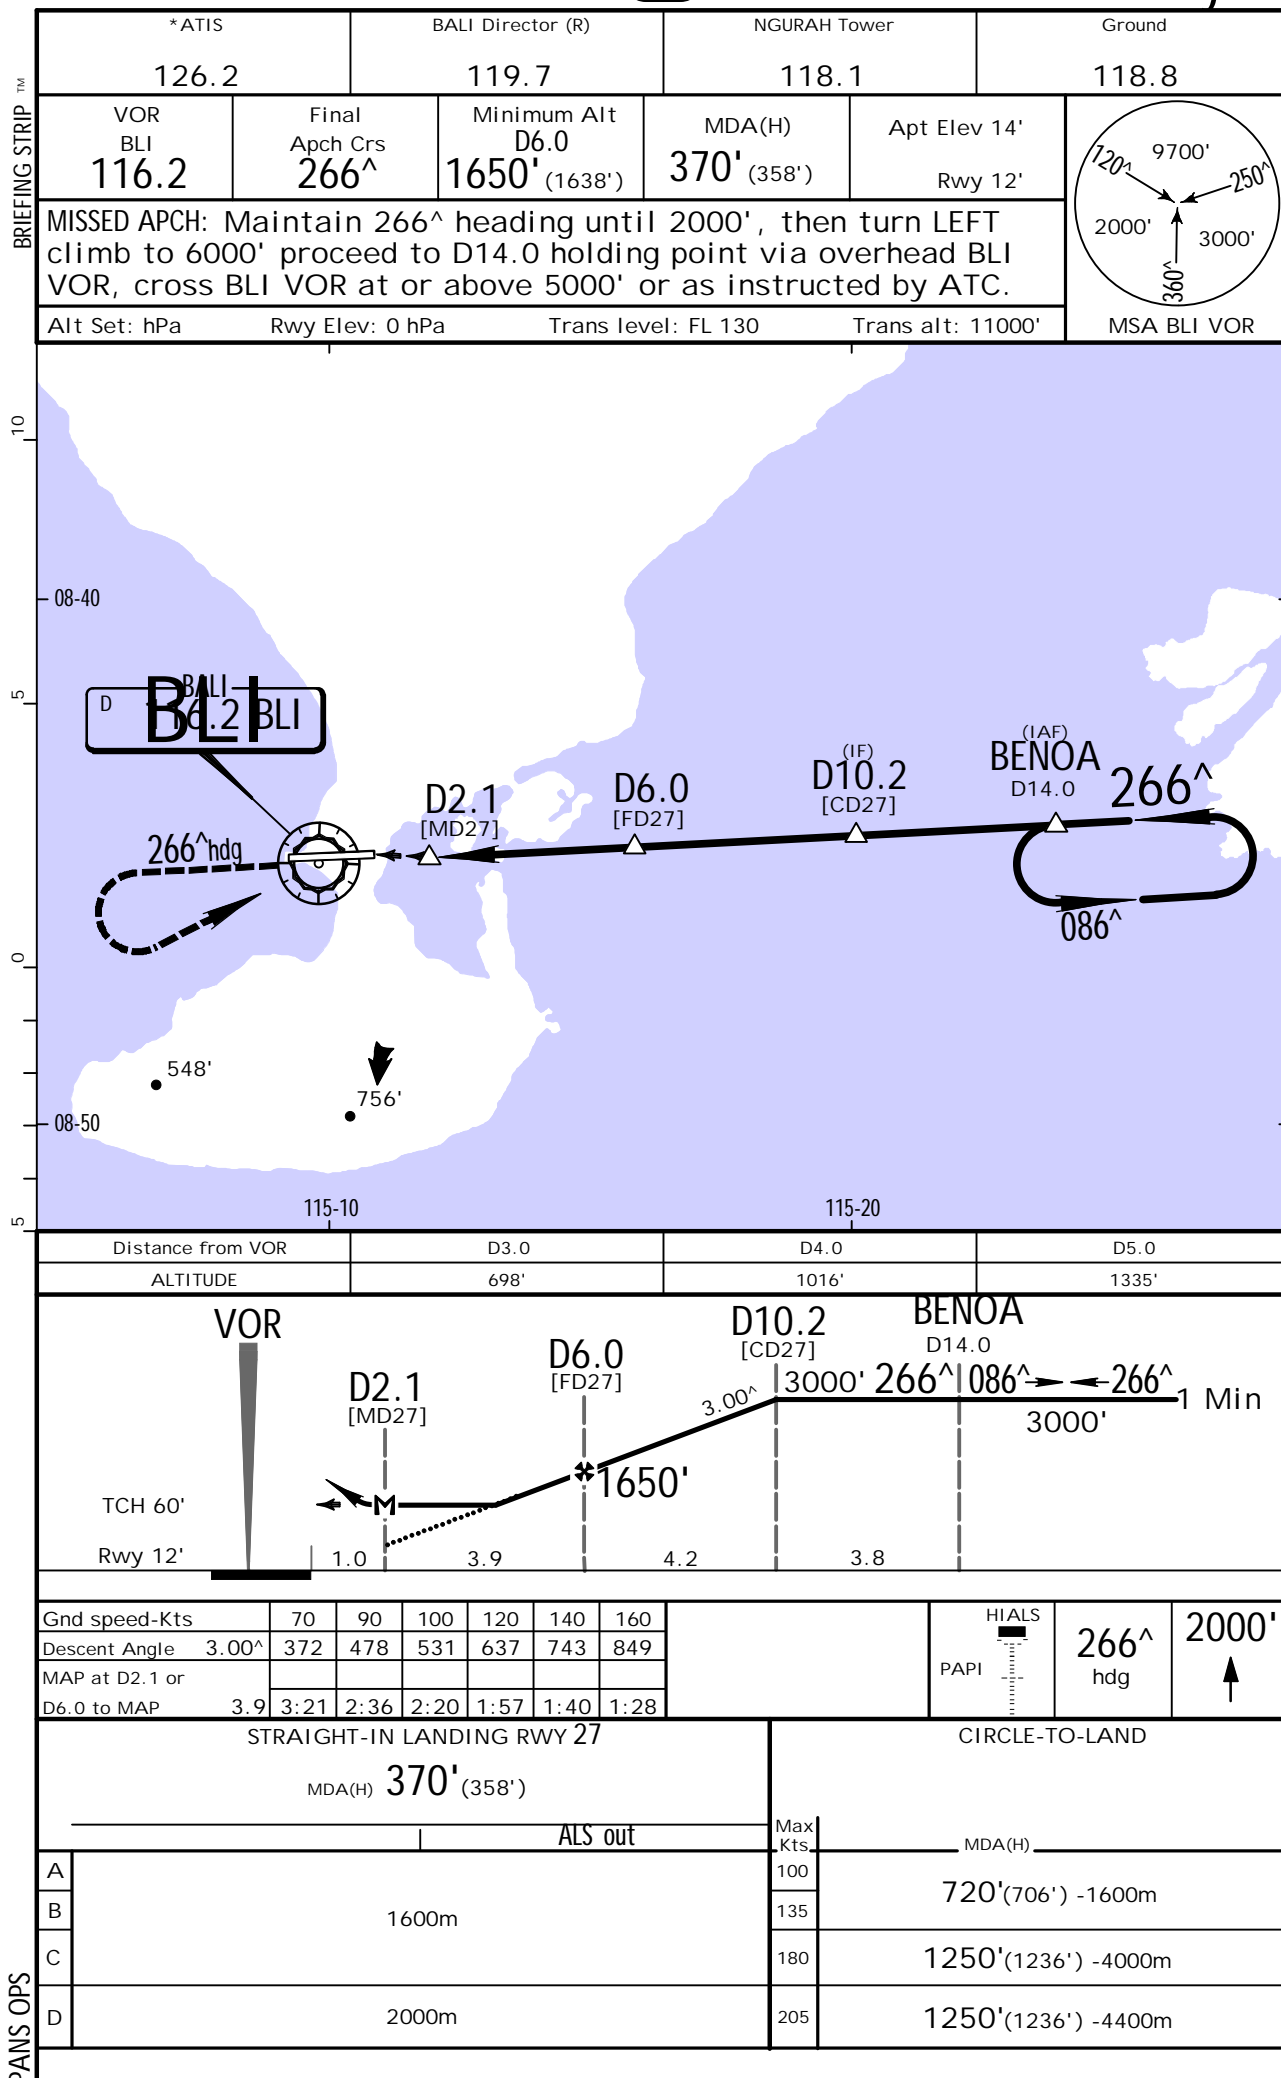 *ATIS
126.2
BALI Director (R)
119.7
NGURAH Tower
118.1
Ground
118.8
BRIEFING STRIP TM
VOR
BLI
116.2
Final
Apch Crs
266^
Minimum Alt
D6.0
1650' (1638')
MDA(H)
370' (358')
Apt Elev 14'
Rwy 12'
120^
9700'
250^
2000'
3000'
360^
MSA BLI VOR
MISSED APCH: Maintain 266^ heading until 2000', then turn LEFT
climb to 6000' proceed to D14.0 holding point via overhead BLI
VOR, cross BLI VOR at or above 5000' or as instructed by ATC.
Alt Set: hPa Rwy Elev: 0 hPa Trans level: FL 130 Trans alt: 11000'
10
08-40
5
BALI
D 116.2 BLI
BLI
(IAF)
BENOA
D14.0
(IF)
D10.2
[CD27]
D6.0
[FD27]
D2.1
[MD27]
266^
266^hdg
086^
0
548'
756'
08-50
5
115-10
115-20
Distance from VOR D3.0 D4.0 D5.0
ALTITUDE 698' 1016' 1335'
VOR
D2.1
[MD27]
D6.0
[FD27]
D10.2
[CD27]
BENOA
D14.0
3.00^
3000' 266^ 086^ 266^
1 Min
3000'
1650'
M
TCH 60'
Rwy 12'
1.0 3.9 4.2 3.8
Gnd speed-Kts 70 90 100 120 140 160
Descent Angle 3.00^ 372 478 531 637 743 849
MAP at D2.1 or
D6.0 to MAP 3.9 3:21 2:36 2:20 1:57 1:40 1:28
HIALS
PAPI
266^
hdg
2000'
STRAIGHT-IN LANDING RWY 27
MDA(H) 370' (358')
ALS out
CIRCLE-TO-LAND
Max
Kts
MDA(H)
A
B
C
D
1600m
2000m
100
135
180
205
720'(706') -1600m
1250'(1236') -4000m
1250'(1236') -4400m
PANS OPS